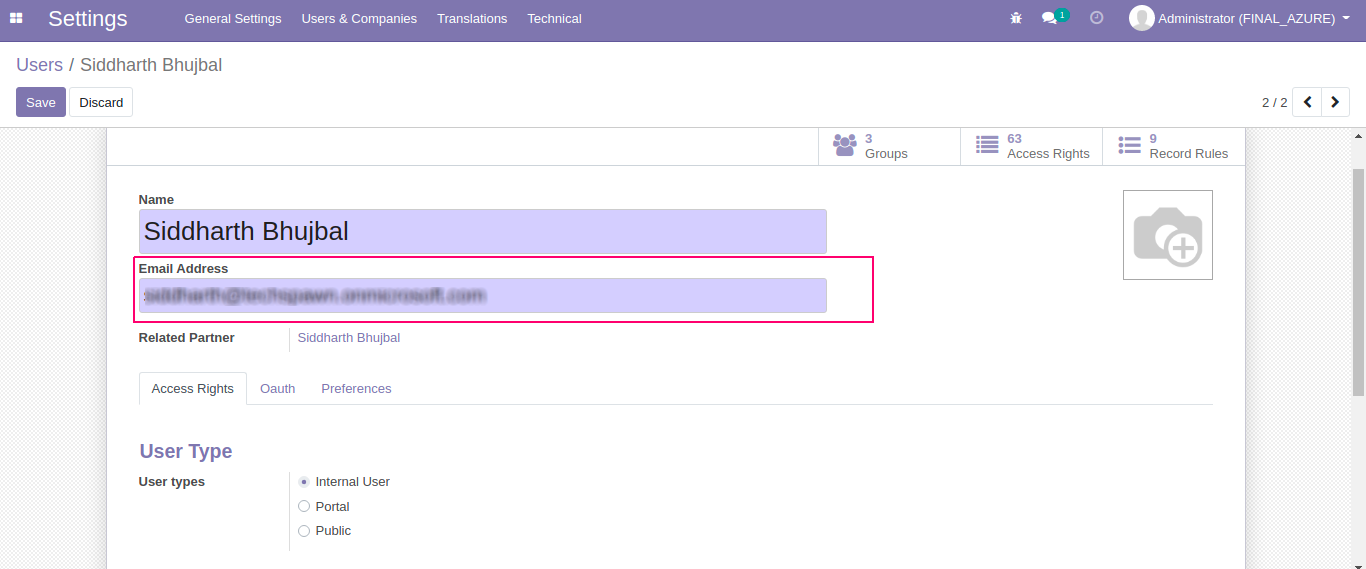 Settings General Settings Users & Companies Translations Technical 1 Administrator (FINAL_AZURE)
Users / Siddharth Bhujbal
Save Discard 2 / 2
3 Groups 63 Access Rights 9 Record Rules
Name
Siddharth Bhujbal
Email Address
Related Partner Siddharth Bhujbal
Access Rights Oauth Preferences
User Type
User types Internal User
Portal
Public